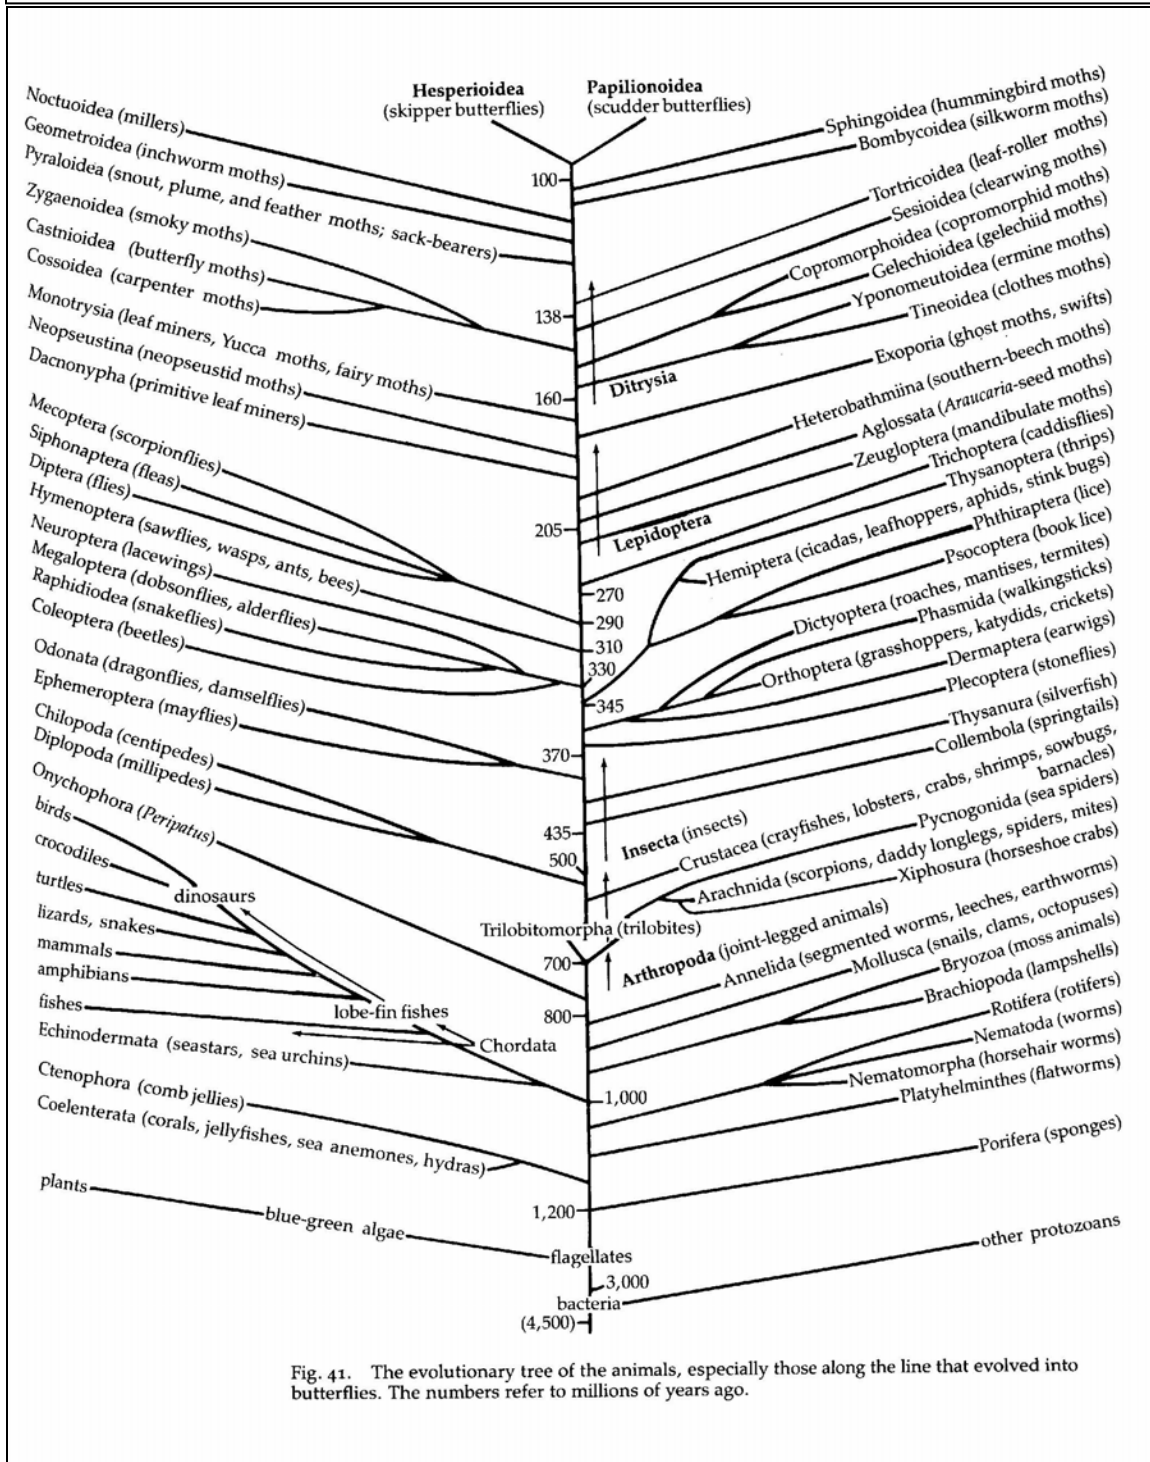 Hesperioidea
(skipper butterflies)
Papilionoidea
(scudder butterflies)
Noctuoidea (millers)
Geometroidea (inchworm moths)
Pyraloidea (snout, plume, and feather moths; sack-bearers)
Zygaenoidea (smoky moths)
Castnioidea (butterfly moths)
Cossoidea (carpenter moths)
Monotrysia (leaf miners, Yucca moths, fairy moths)
Neopseustina (neopseustid moths)
Dacnonypha (primitive leaf miners)
Mecoptera (scorpionflies)
Siphonaptera (fleas)
Diptera (flies)
Hymenoptera (sawflies, wasps, ants, bees)
Neuroptera (lacewings)
Megaloptera (dobsonflies, alderflies)
Raphidiodea (snakeflies)
Coleoptera (beetles)
Odonata (dragonflies, damselflies)
Ephemeroptera (mayflies)
Chilopoda (centipedes)
Diplopoda (millipedes)
Onychophora (Peripatus)
birds
crocodiles
dinosaurs
turtles
lizards, snakes
mammals
amphibians
lobe-fin fishes
fishes
Chordata
Echinodermata (seastars, sea urchins)
Ctenophora (comb jellies)
Coelenterata (corals, jellyfishes, sea anemones, hydras)
plants
blue-green algae
flagellates
bacteria
100
138
160
205
270
290
310
330
345
370
435
500
700
800
1,000
1,200
3,000
(4,500)
Ditrysia
Lepidoptera
Insecta (insects)
Trilobitomorpha (trilobites)
Arthropoda (joint-legged animals)
Sphingoidea (hummingbird moths)
Bombycoidea (silkworm moths)
Tortricoidea (leaf-roller moths)
Sesioidea (clearwing moths)
Copromorphoidea (copromorphid moths)
Gelechioidea (gelechiid moths)
Yponomeutoidea (ermine moths)
Tineoidea (clothes moths)
Exoporia (ghost moths, swifts)
Heterobathmiina (southern-beech moths)
Aglossata (Araucaria-seed moths)
Zeugloptera (mandibulate moths)
Trichoptera (caddisflies)
Thysanoptera (thrips)
Hemiptera (cicadas, leafhoppers, aphids, stink bugs)
Phthiraptera (lice)
Psocoptera (book lice)
Dictyoptera (roaches, mantises, termites)
Phasmida (walkingsticks)
Orthoptera (grasshoppers, katydids, crickets)
Dermaptera (earwigs)
Plecoptera (stoneflies)
Thysanura (silverfish)
Collembola (springtails)
Crustacea (crayfishes, lobsters, crabs, shrimps, sowbugs,
barnacles)
Pycnogonida (sea spiders)
Arachnida (scorpions, daddy longlegs, spiders, mites)
Xiphosura (horseshoe crabs)
Annelida (segmented worms, leeches, earthworms)
Mollusca (snails, clams, octopuses)
Bryozoa (moss animals)
Brachiopoda (lampshells)
Rotifera (rotifers)
Nematoda (worms)
Nematomorpha (horsehair worms)
Platyhelminthes (flatworms)
Porifera (sponges)
other protozoans
Fig. 41. The evolutionary tree of the animals, especially those along the line that evolved into
butterflies. The numbers refer to millions of years ago.